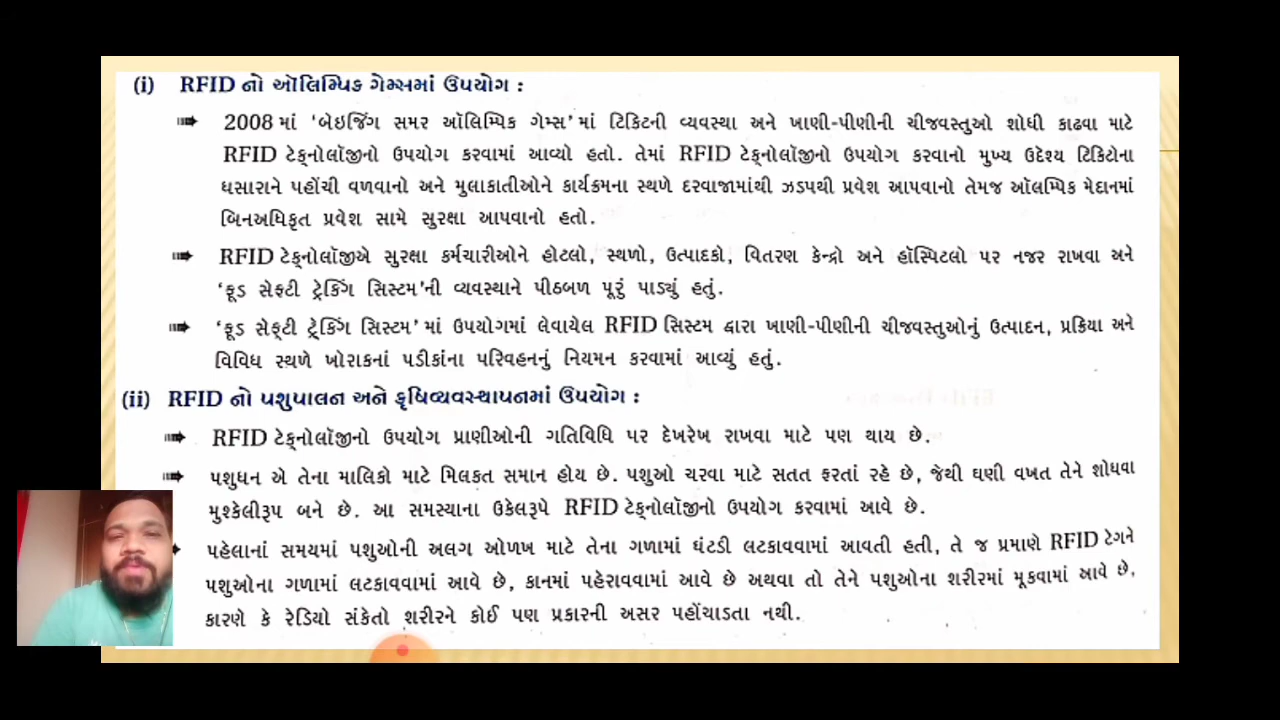 (i) RFID નો ઑલિમ્પિક ગેમ્સમાં ઉપયોગ :
2008 માં 'બેઇજિંગ સમર ઑલિમ્પિક ગેમ્સ'માં ટિકિટની વ્યવસ્થા અને ખાણી-પીણીની ચીજવસ્તુઓ શોધી કાઢવા માટે
RFID ટેક્નોલૉજીનો ઉપયોગ કરવામાં આવ્યો હતો. તેમાં RFID ટેક્નોલૉજીનો ઉપયોગ કરવાનો મુખ્ય ઉદ્દેશ્ય ટિકિટોના
ધસારાને પહોંચી વળવાનો અને મુલાકાતીઓને કાર્યક્રમના સ્થળે દરવાજામાંથી ઝડપથી પ્રવેશ આપવાનો તેમજ ઑલમ્પિક મેદાનમાં
બિનઅધિકૃત પ્રવેશ સામે સુરક્ષા આપવાનો હતો.
RFID ટેક્નોલૉજીએ સુરક્ષા કર્મચારીઓને હોટલો, સ્થળો, ઉત્પાદકો, વિતરણ કેન્દ્રો અને હૉસ્પિટલો પર નજર રાખવા અને
'ફૂડ સેફ્ટી ટ્રેકિંગ સિસ્ટમ'ની વ્યવસ્થાને પીઠબળ પૂરું પાડ્યું હતું.
'ફૂડ સેફ્ટી ટ્રેકિંગ સિસ્ટમ'માં ઉપયોગમાં લેવાયેલ RFID સિસ્ટમ દ્વારા ખાણી-પીણીની ચીજવસ્તુઓનું ઉત્પાદન, પ્રક્રિયા અને
વિવિધ સ્થળે ખોરાકનાં પડીકાંના પરિવહનનું નિયમન કરવામાં આવ્યું હતું.
(ii) RFID નો પશુપાલન અને કૃષિવ્યવસ્થાપનમાં ઉપયોગ :
RFID ટેક્નોલૉજીનો ઉપયોગ પ્રાણીઓની ગતિવિધિ પર દેખરેખ રાખવા માટે પણ થાય છે.
પશુધન એ તેના માલિકો માટે મિલકત સમાન હોય છે. પશુઓ ચરવા માટે સતત ફરતાં રહે છે, જેથી ઘણી વખત તેને શોધવા
મુશ્કેલીરૂપ બને છે. આ સમસ્યાના ઉકેલરૂપે RFID ટેક્નોલૉજીનો ઉપયોગ કરવામાં આવે છે.
પહેલાનાં સમયમાં પશુઓની અલગ ઓળખ માટે તેના ગળામાં ઘંટડી લટકાવવામાં આવતી હતી, તે જ પ્રમાણે RFID ટેગને
પશુઓના ગળામાં લટકાવવામાં આવે છે, કાનમાં પહેરાવવામાં આવે છે અથવા તો તેને પશુઓના શરીરમાં મૂકવામાં આવે છે,
કારણે કે રેડિયો સંકેતો શરીરને કોઈ પણ પ્રકારની અસર પહોંચાડતા નથી.